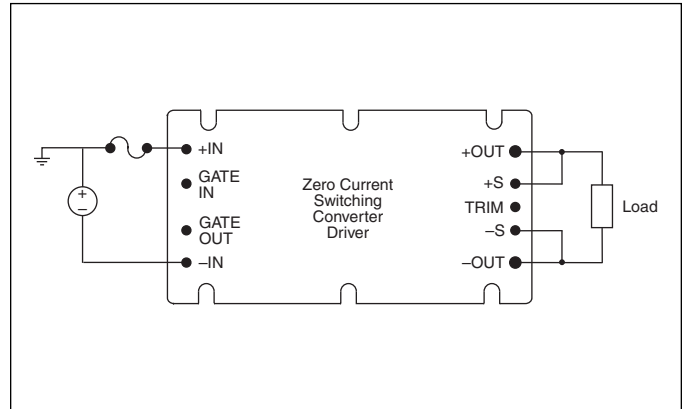 +IN
GATE
IN
GATE
OUT
–IN
Zero Current
Switching
Converter
Driver
+OUT
+S
TRIM
–S
–OUT
Load
+
–